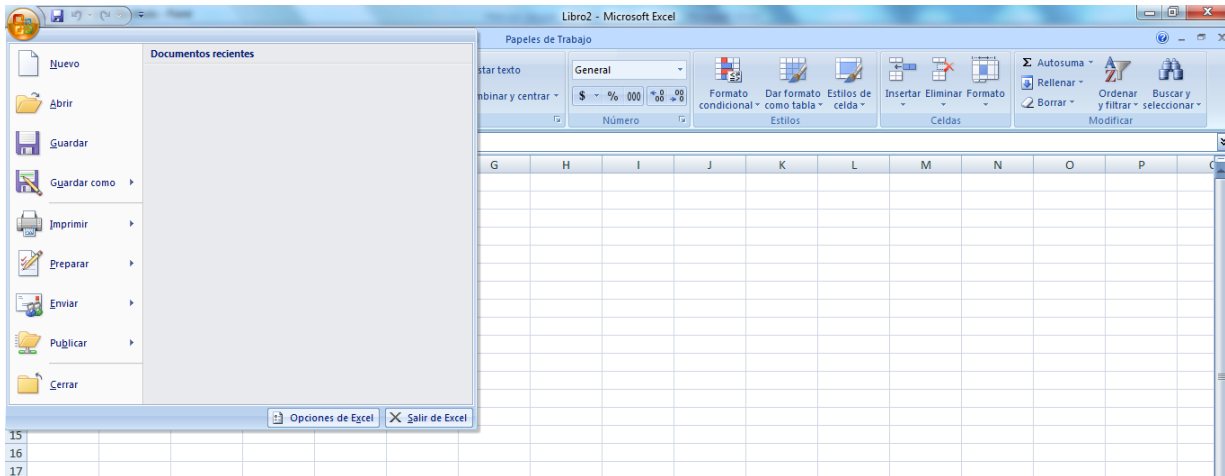 Libro2 - Microsoft Excel
Papeles de Trabajo
Documentos recientes
Nuevo
Abrir
Guardar
Guardar como
Imprimir
Preparar
Enviar
Publicar
Cerrar
Opciones de Excel
Salir de Excel
star texto
nbinar y centrar
General
$ % 000
Número
Formato condicional
Dar formato como tabla
Estilos de celda
Estilos
Insertar Eliminar Formato
Celdas
Σ Autosuma
Rellenar
Borrar
Ordenar y filtrar
Buscar y seleccionar
Modificar
G H I J K L M N O P
15
16
17